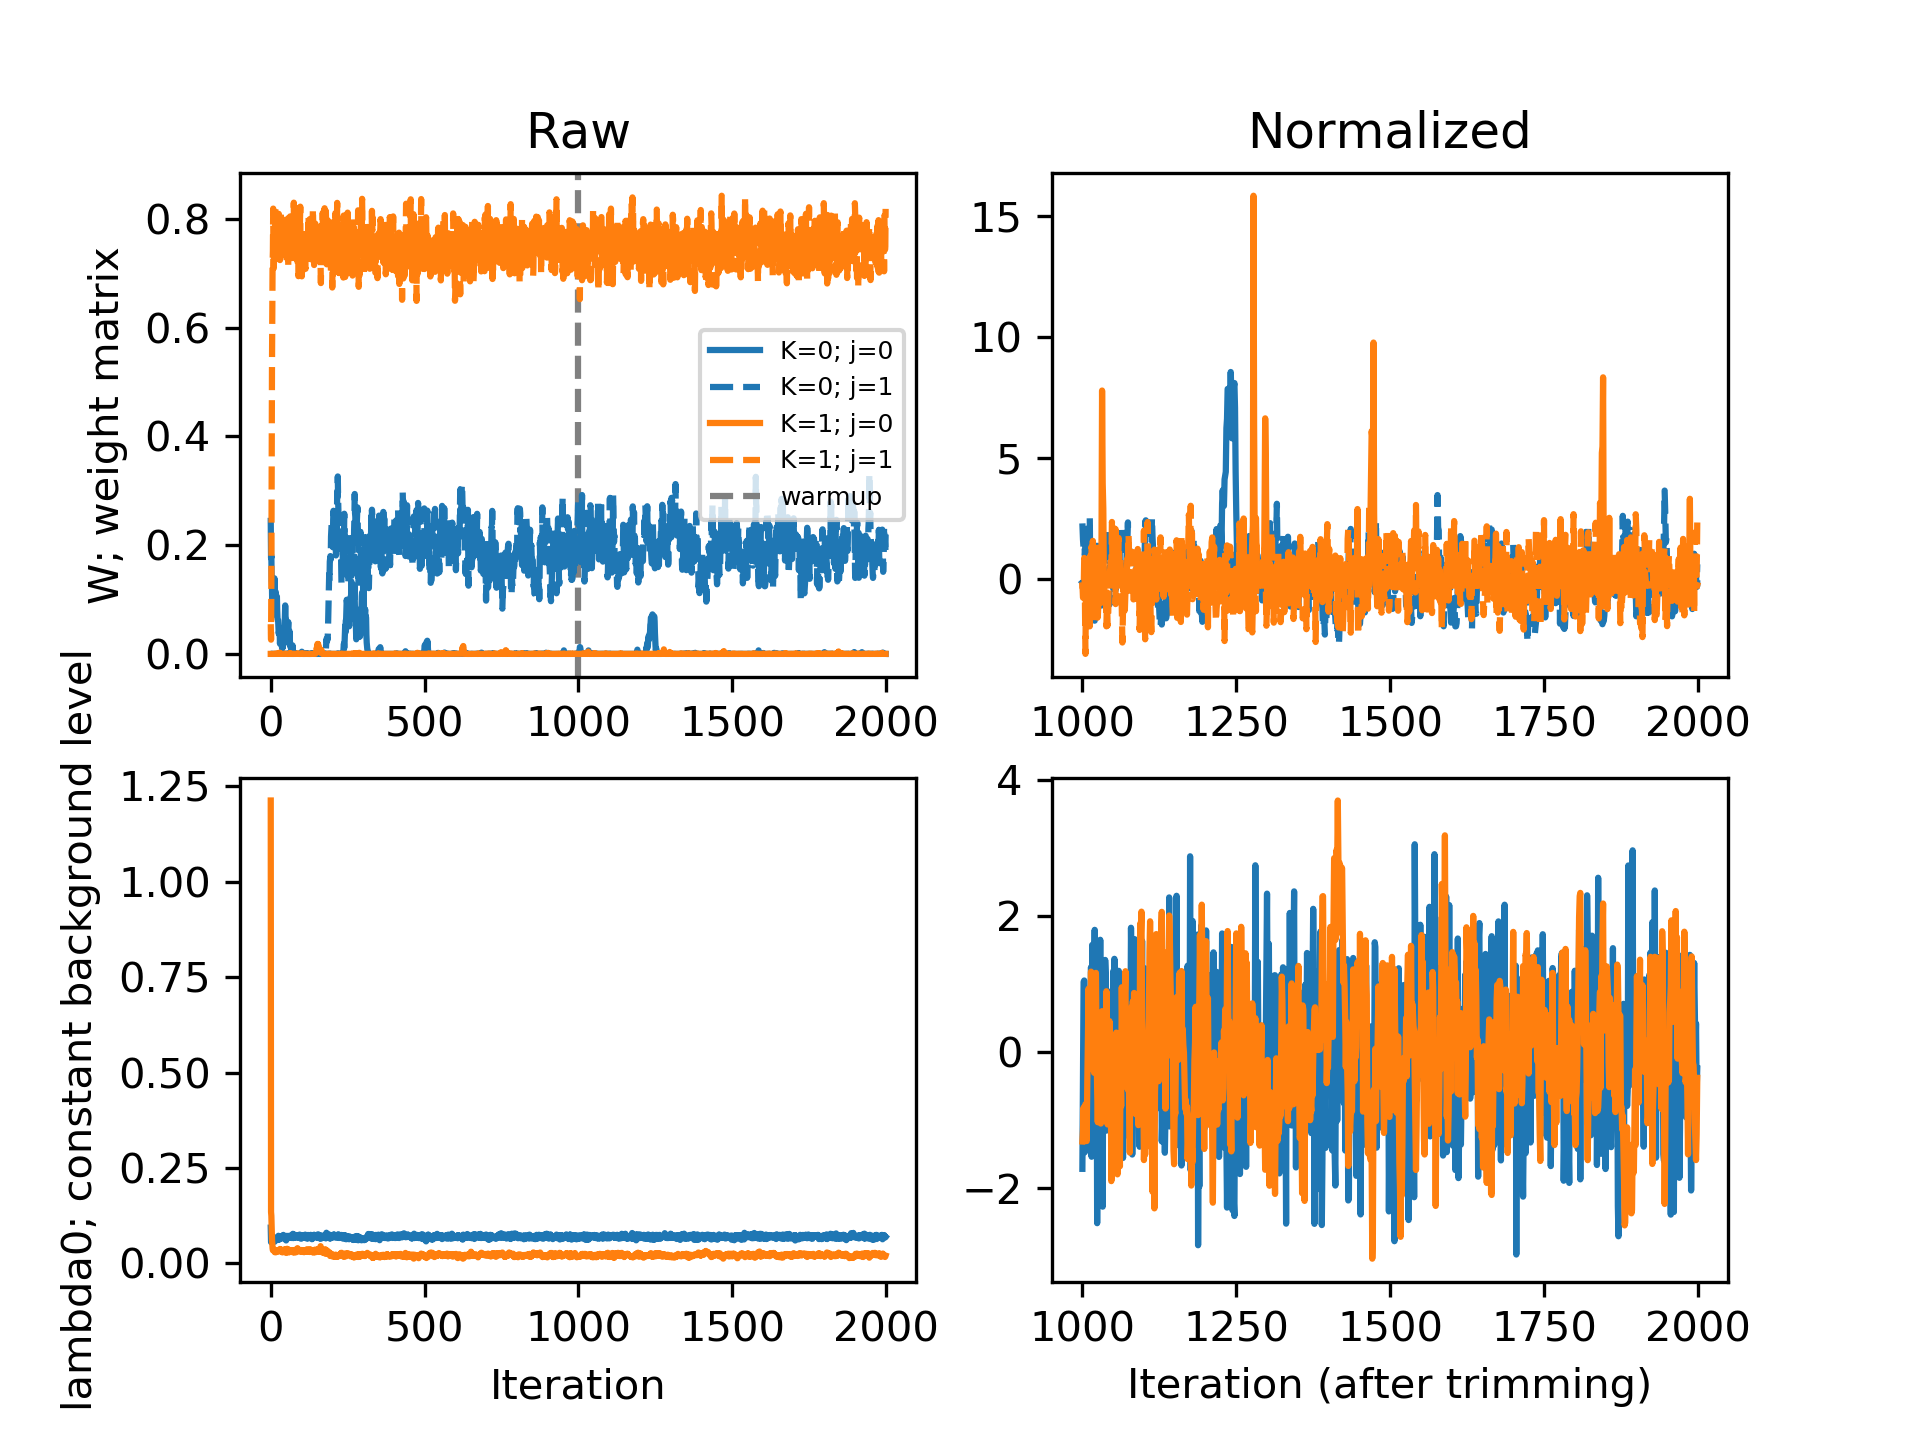 Raw
Normalized
W; weight matrix
0.8
0.6
0.4
0.2
0.0
K=0; j=0
K=0; j=1
K=1; j=0
K=1; j=1
warmup
0 500 1000 1500 2000
15
10
5
0
1000 1250 1500 1750 2000
lambda0; constant background level
1.25
1.00
0.75
0.50
0.25
0.00
0 500 1000 1500 2000
Iteration
4
2
0
−2
1000 1250 1500 1750 2000
Iteration (after trimming)